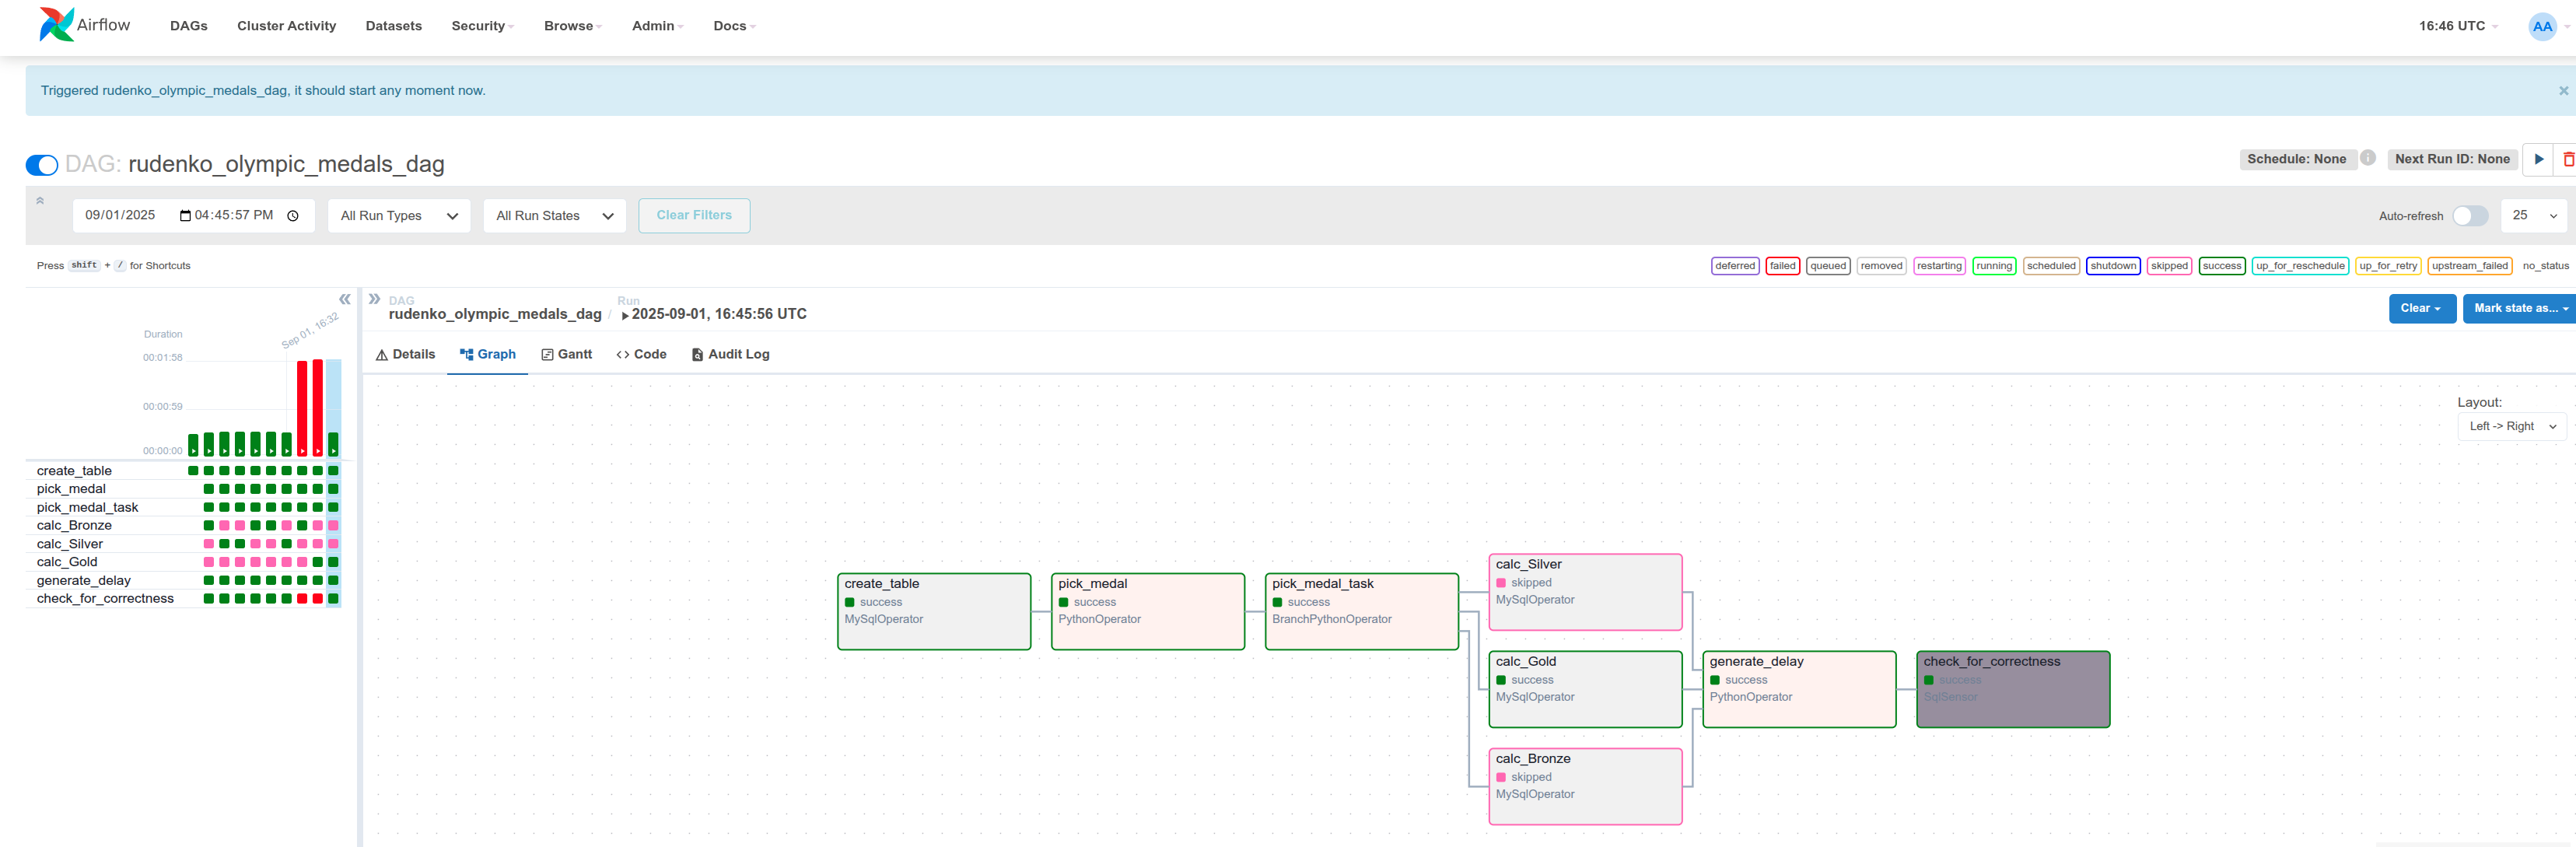 Airflow DAGs Cluster Activity Datasets Security Browse Admin Docs 16:46 UTC AA
Triggered rudenko_olympic_medals_dag, it should start any moment now. ×
DAG: rudenko_olympic_medals_dag Schedule: None i Next Run ID: None
09/01/2025 04:45:57 PM All Run Types All Run States Clear Filters Auto-refresh 25
Press shift + / for Shortcuts deferred failed queued removed restarting running scheduled shutdown skipped success up_for_reschedule up_for_retry upstream_failed no_status
DAG Run
rudenko_olympic_medals_dag / 2025-09-01, 16:45:56 UTC Clear Mark state as...
Details Graph Gantt Code Audit Log
Sep 01, 16:32
Duration
00:01:58
00:00:59
00:00:00
create_table
pick_medal
pick_medal_task
calc_Bronze
calc_Silver
calc_Gold
generate_delay
check_for_correctness
Layout:
Left -> Right
create_table
success
MySqlOperator
pick_medal
success
PythonOperator
pick_medal_task
success
BranchPythonOperator
calc_Silver
skipped
MySqlOperator
calc_Gold
success
MySqlOperator
calc_Bronze
skipped
MySqlOperator
generate_delay
success
PythonOperator
check_for_correctness
success
SqlSensor